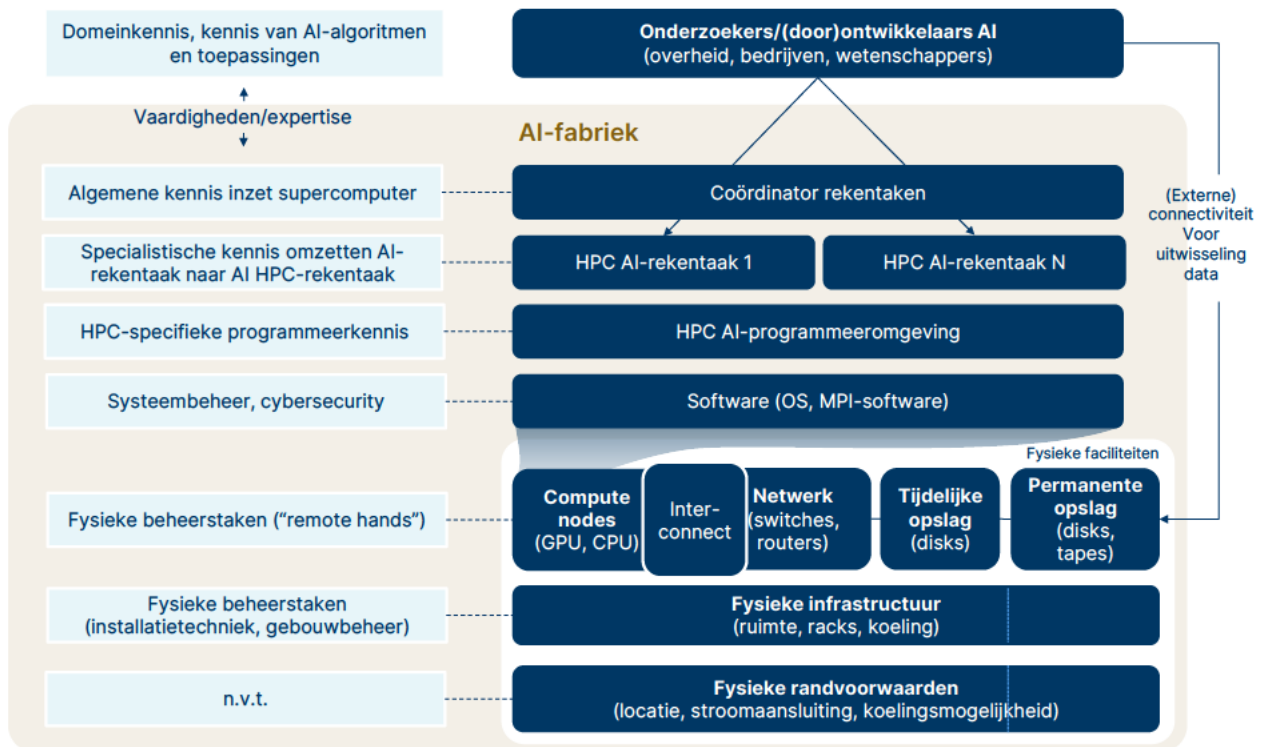 Domeinkennis, kennis van AI-algoritmen
en toepassingen
Onderzoekers/(door)ontwikkelaars AI
(overheid, bedrijven, wetenschappers)
Vaardigheden/expertise
AI-fabriek
Algemene kennis inzet supercomputer
Coördinator rekentaken
(Externe)
connectiviteit
Voor
uitwisseling
data
Specialistische kennis omzetten AI-
rekentaak naar AI HPC-rekentaak
HPC AI-rekentaak 1
HPC AI-rekentaak N
HPC-specifieke programmeerkennis
HPC AI-programmeeromgeving
Systeembeheer, cybersecurity
Software (OS, MPI-software)
Fysieke faciliteiten
Fysieke beheerstaken (“remote hands”)
Compute
nodes
(GPU, CPU)
Inter-
connect
Netwerk
(switches,
routers)
Tijdelijke
opslag
(disks)
Permanente
opslag
(disks,
tapes)
Fysieke beheerstaken
(installatietechniek, gebouwbeheer)
Fysieke infrastructuur
(ruimte, racks, koeling)
n.v.t.
Fysieke randvoorwaarden
(locatie, stroomaansluiting, koelingsmogelijkheid)